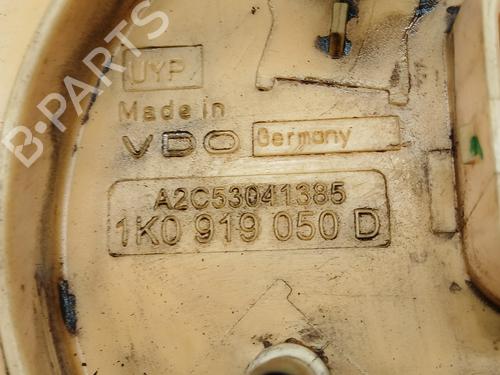 UYP
Made in
VDO Germany
A2C53041385
1K0 919 050 D
B-PARTS